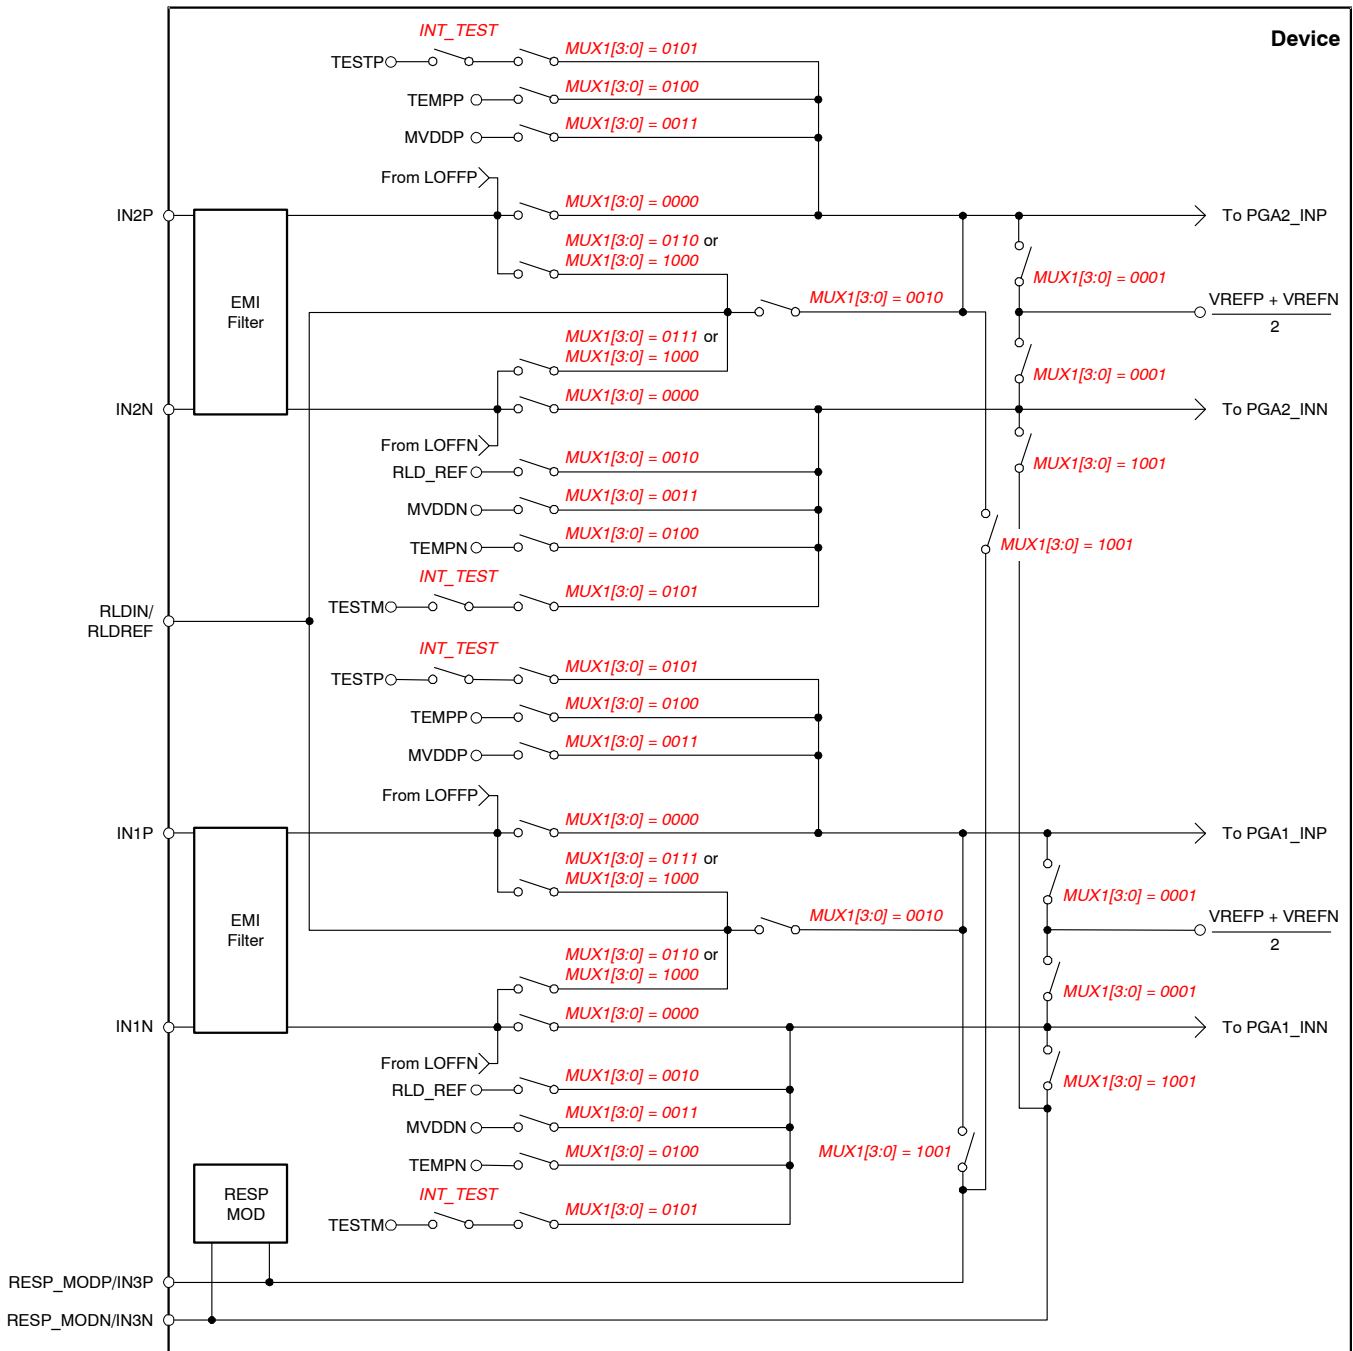 Device
INT_TEST
MUX1[3:0] = 0101
TESTP
MUX1[3:0] = 0100
TEMPP
MUX1[3:0] = 0011
MVDDP
From LOFFP
MUX1[3:0] = 0000
IN2P
To PGA2_INP
MUX1[3:0] = 0110 or
MUX1[3:0] = 1000
MUX1[3:0] = 0001
EMI
Filter
MUX1[3:0] = 0010
VREFP + VREFN
2
MUX1[3:0] = 0111 or
MUX1[3:0] = 1000
MUX1[3:0] = 0001
MUX1[3:0] = 0000
IN2N
To PGA2_INN
From LOFFN
MUX1[3:0] = 0010
RLD_REF
MUX1[3:0] = 1001
MUX1[3:0] = 0011
MVDDN
MUX1[3:0] = 0100
TEMPN
MUX1[3:0] = 1001
INT_TEST
MUX1[3:0] = 0101
TESTM
RLDIN/
RLDREF
INT_TEST
MUX1[3:0] = 0101
TESTP
MUX1[3:0] = 0100
TEMPP
MUX1[3:0] = 0011
MVDDP
From LOFFP
MUX1[3:0] = 0000
IN1P
To PGA1_INP
MUX1[3:0] = 0111 or
MUX1[3:0] = 1000
MUX1[3:0] = 0001
EMI
Filter
MUX1[3:0] = 0010
VREFP + VREFN
2
MUX1[3:0] = 0110 or
MUX1[3:0] = 1000
MUX1[3:0] = 0001
MUX1[3:0] = 0000
IN1N
To PGA1_INN
From LOFFN
MUX1[3:0] = 0010
RLD_REF
MUX1[3:0] = 1001
MUX1[3:0] = 0011
MVDDN
MUX1[3:0] = 0100
TEMPN
MUX1[3:0] = 1001
RESP
MOD
INT_TEST
MUX1[3:0] = 0101
TESTM
RESP_MODP/IN3P
RESP_MODN/IN3N